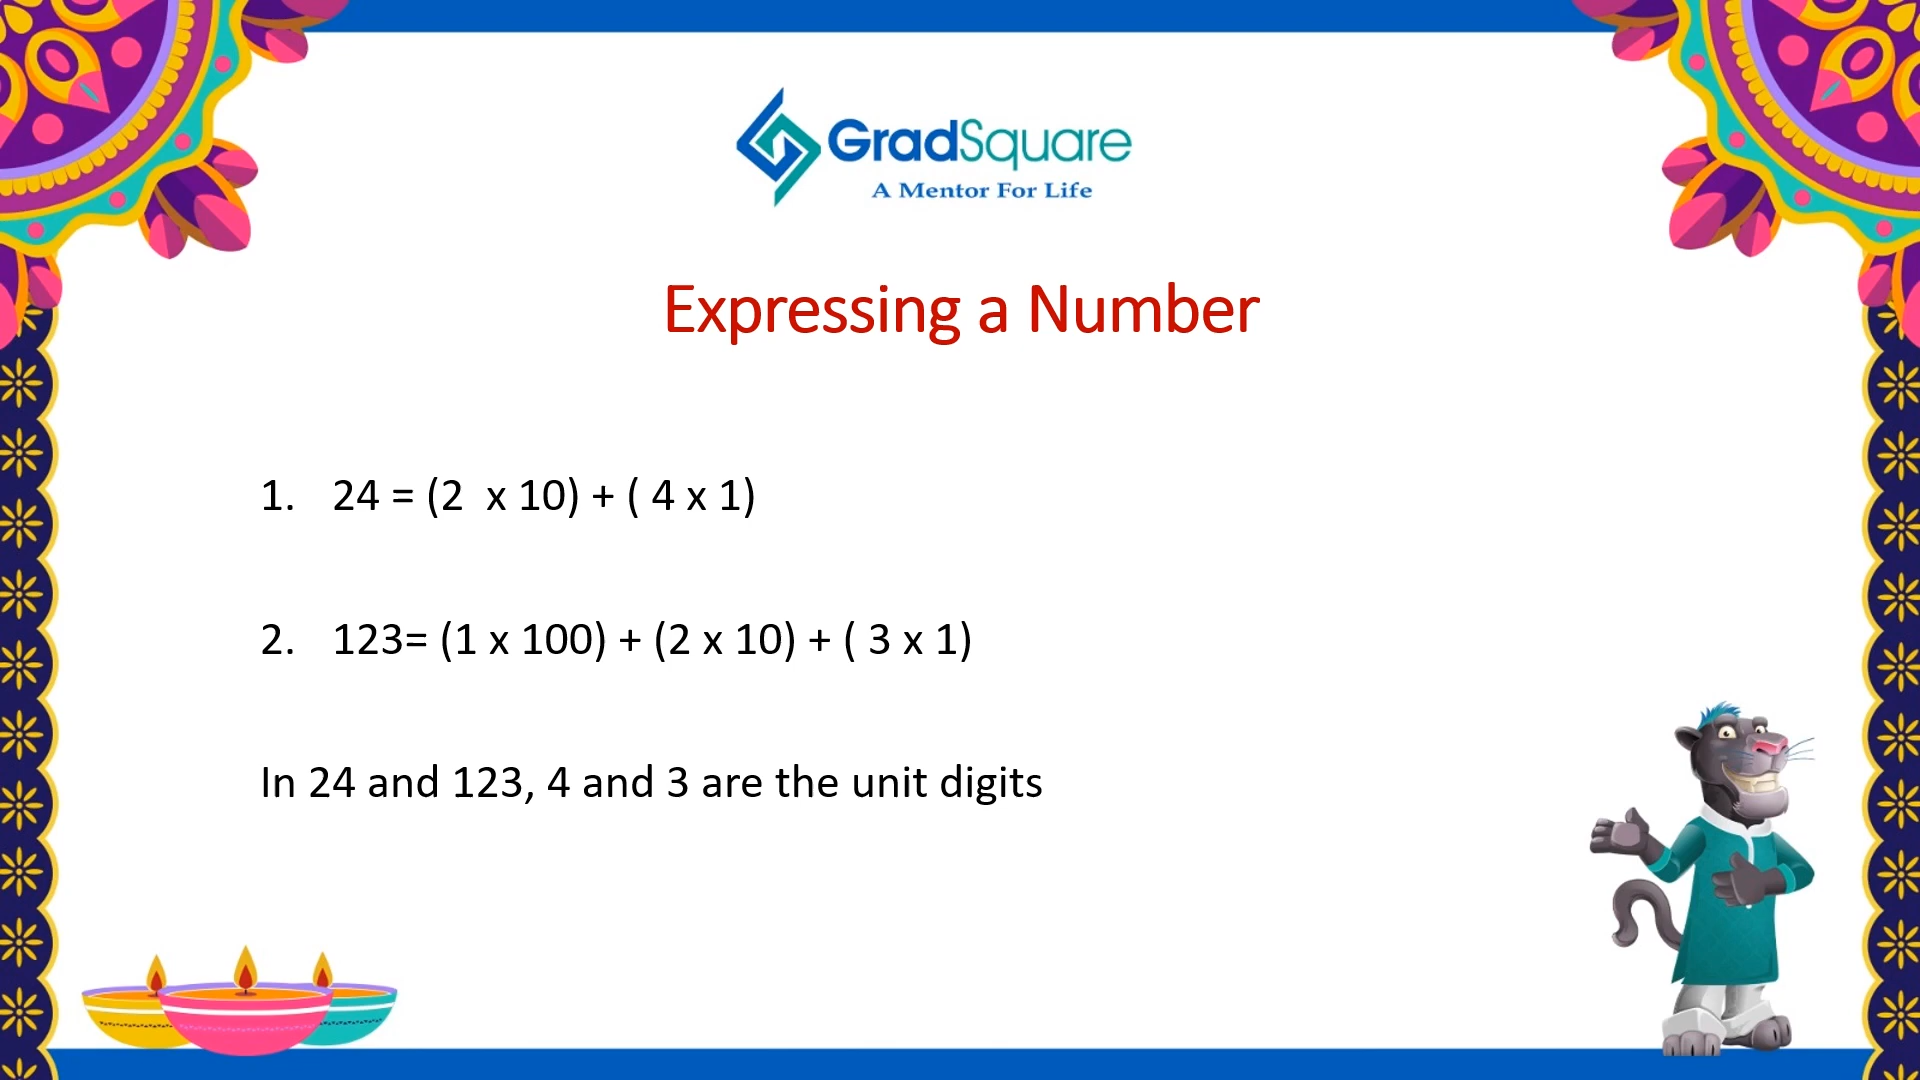 GradSquare
A Mentor For Life
Expressing a Number
1. 24 = (2  x 10) + ( 4 x 1)
2. 123= (1 x 100) + (2 x 10) + ( 3 x 1)
In 24 and 123, 4 and 3 are the unit digits